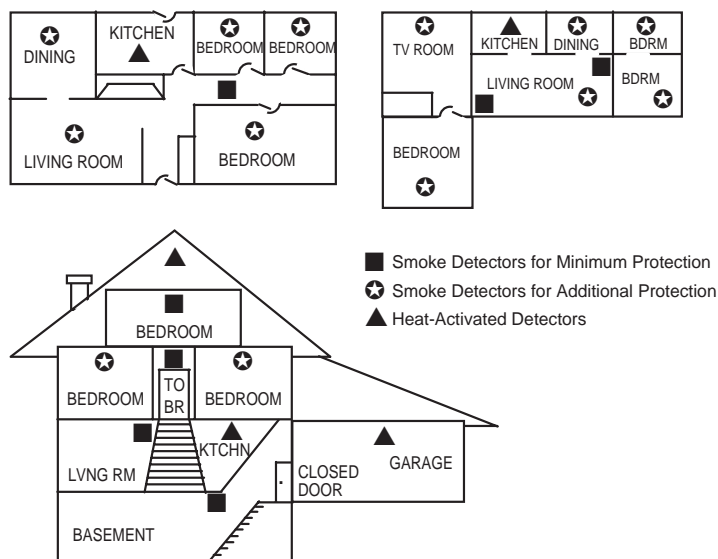 DINING
KITCHEN
BEDROOM
BEDROOM
LIVING ROOM
BEDROOM
TV ROOM
KITCHEN
DINING
BDRM
LIVING ROOM
BDRM
BEDROOM
Smoke Detectors for Minimum Protection
Smoke Detectors for Additional Protection
Heat-Activated Detectors
BEDROOM
BEDROOM
TO
BR
BEDROOM
LVNG RM
KTCHN
CLOSED
DOOR
GARAGE
BASEMENT